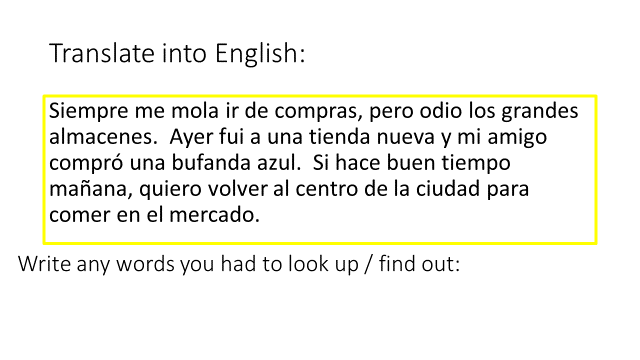 Translate into English:
Siempre me mola ir de compras, pero odio los grandes
almacenes.  Ayer fui a una tienda nueva y mi amigo
compró una bufanda azul.  Si hace buen tiempo
mañana, quiero volver al centro de la ciudad para
comer en el mercado.
Write any words you had to look up / find out: